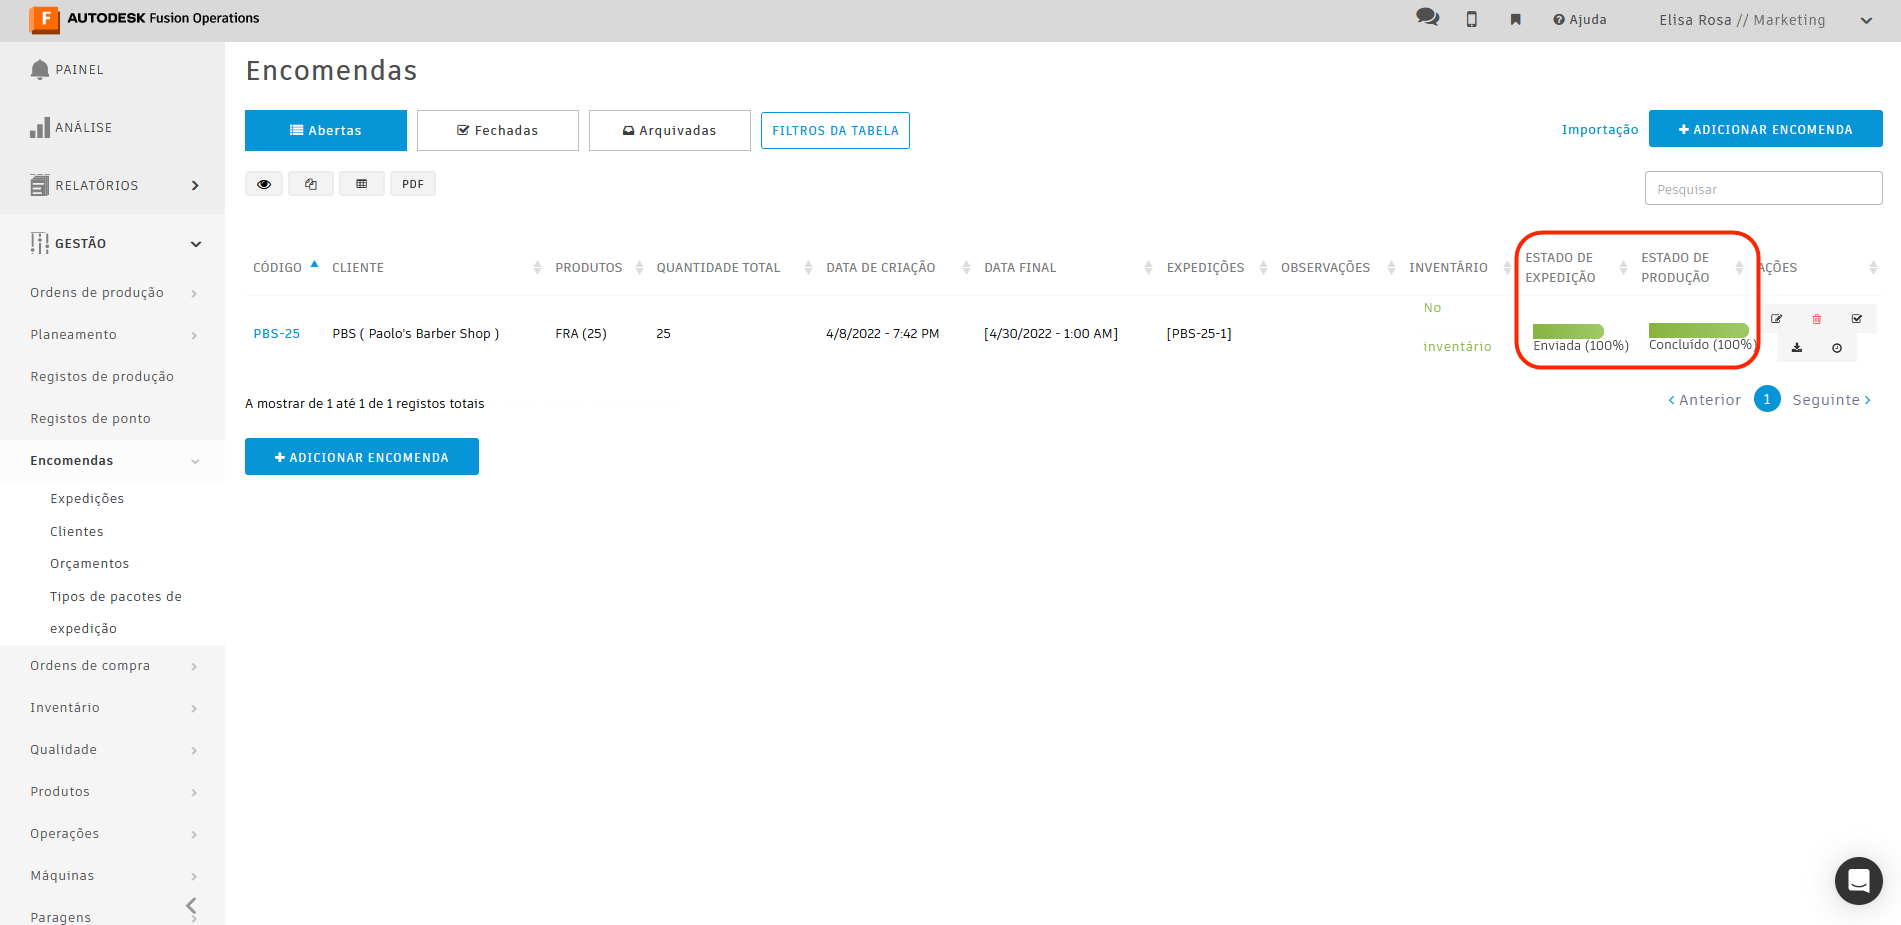 F AUTODESK Fusion Operations
Ajuda
Elisa Rosa // Marketing
PAINEL
ANÁLISE
RELATÓRIOS
GESTÃO
Ordens de produção
Planeamento
Registos de produção
Registos de ponto
Encomendas
Expedições
Clientes
Orçamentos
Tipos de pacotes de
expedição
Ordens de compra
Inventário
Qualidade
Produtos
Operações
Máquinas
Paragens
Encomendas
Abertas
Fechadas
Arquivadas
FILTROS DA TABELA
Importação
ADICIONAR ENCOMENDA
PDF
Pesquisar
CÓDIGO
CLIENTE
PRODUTOS
QUANTIDADE TOTAL
DATA DE CRIAÇÃO
DATA FINAL
EXPEDIÇÕES
OBSERVAÇÕES
INVENTÁRIO
ESTADO DE
EXPEDIÇÃO
ESTADO DE
PRODUÇÃO
AÇÕES
PBS-25
PBS ( Paolo's Barber Shop )
FRA (25)
25
4/8/2022 - 7:42 PM
[4/30/2022 - 1:00 AM]
[PBS-25-1]
No
inventário
Enviada (100%)
Concluído (100%)
A mostrar de 1 até 1 de 1 registos totais
Anterior
1
Seguinte
ADICIONAR ENCOMENDA